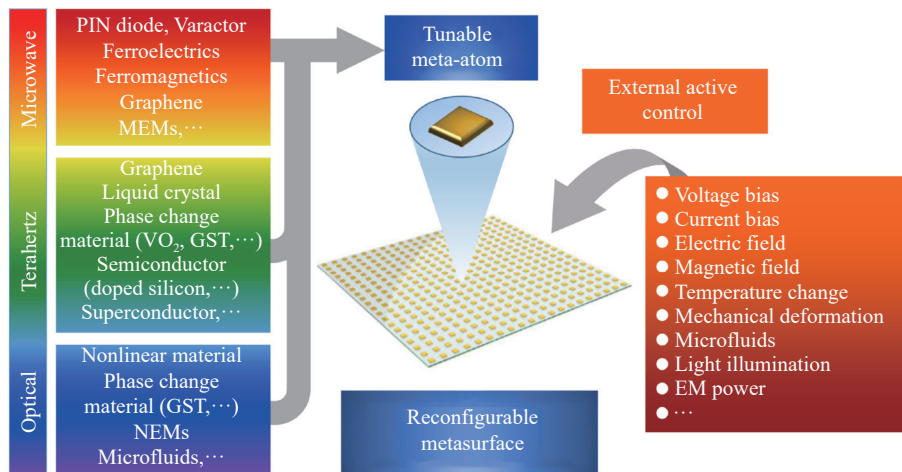 Microwave
Terahertz
Optical
PIN diode, Varactor
Ferroelectrics
Ferromagnetics
Graphene
MEMs,⋯
Graphene
Liquid crystal
Phase change
material (VO₂, GST,⋯)
Semiconductor
(doped silicon,⋯)
Superconductor,⋯
Nonlinear material
Phase change
material (GST,⋯)
NEMs
Microfluids,⋯
Tunable
meta-atom
Reconfigurable
metasurface
External active
control
● Voltage bias
● Current bias
● Electric field
● Magnetic field
● Temperature change
● Mechanical deformation
● Microfluids
● Light illumination
● EM power
● ⋯